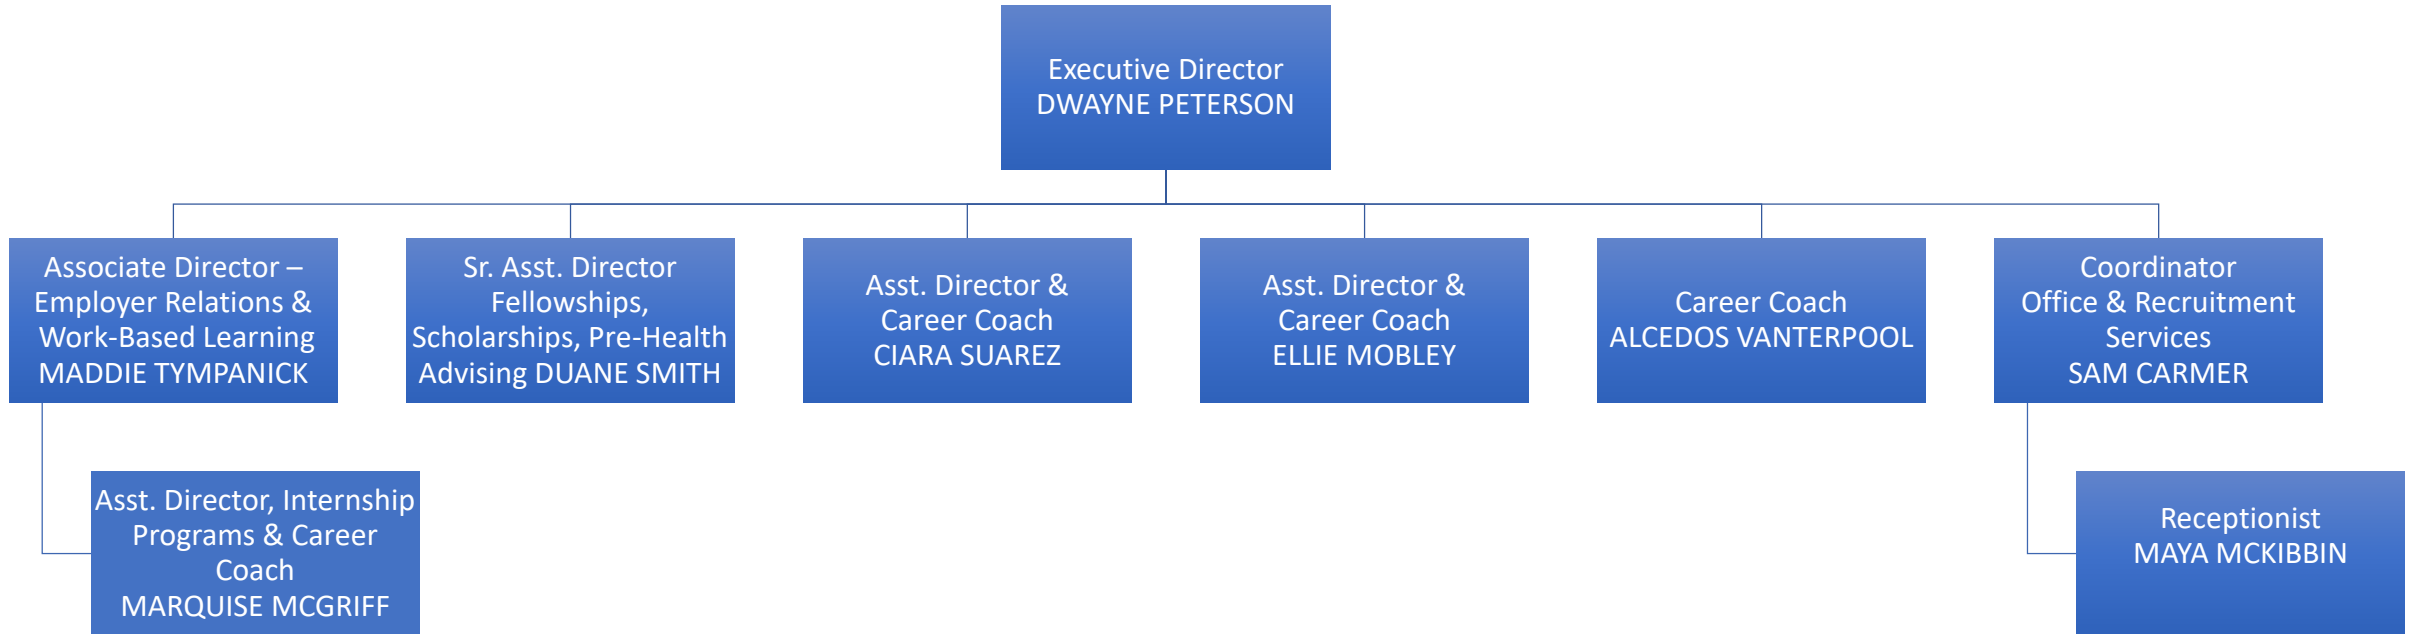 Executive Director
DWAYNE PETERSON
Associate Director –
Employer Relations &
Work-Based Learning
MADDIE TYMPANICK
Sr. Asst. Director
Fellowships,
Scholarships, Pre-Health
Advising DUANE SMITH
Asst. Director &
Career Coach
CIARA SUAREZ
Asst. Director &
Career Coach
ELLIE MOBLEY
Career Coach
ALCEDOS VANTERPOOL
Coordinator
Office & Recruitment
Services
SAM CARMER
Asst. Director, Internship
Programs & Career
Coach
MARQUISE MCGRIFF
Receptionist
MAYA MCKIBBIN